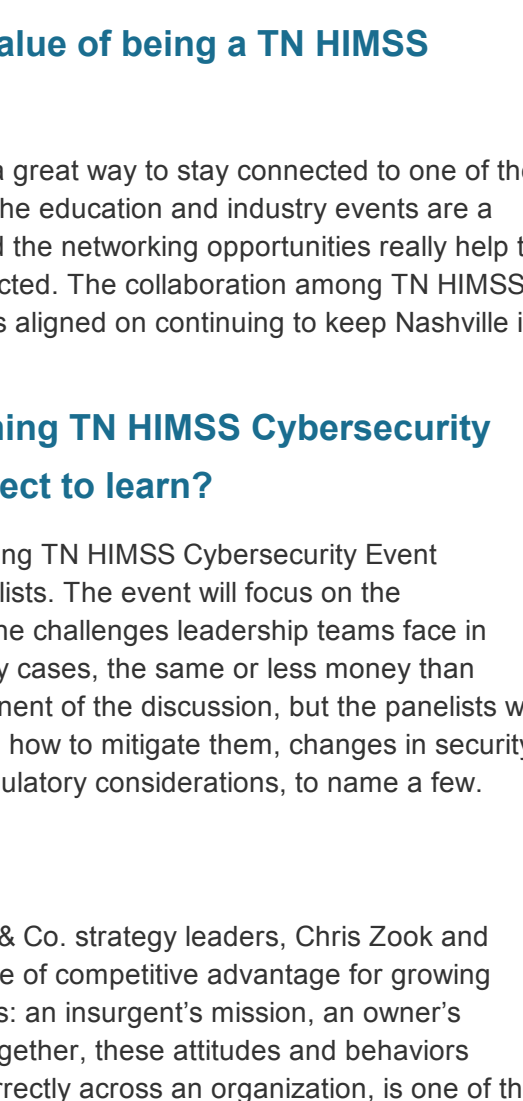 alue of being a TN HIMSS
a great way to stay connected to one of the
he education and industry events are a
d the networking opportunities really help t
cted. The collaboration among TN HIMSS
s aligned on continuing to keep Nashville i
ning TN HIMSS Cybersecurity
ect to learn?
ng TN HIMSS Cybersecurity Event
lists. The event will focus on the
he challenges leadership teams face in
y cases, the same or less money than
nent of the discussion, but the panelists w
how to mitigate them, changes in security
ulatory considerations, to name a few.
& Co. strategy leaders, Chris Zook and
e of competitive advantage for growing
s: an insurgent's mission, an owner's
gether, these attitudes and behaviors
rrectly across an organization, is one of th